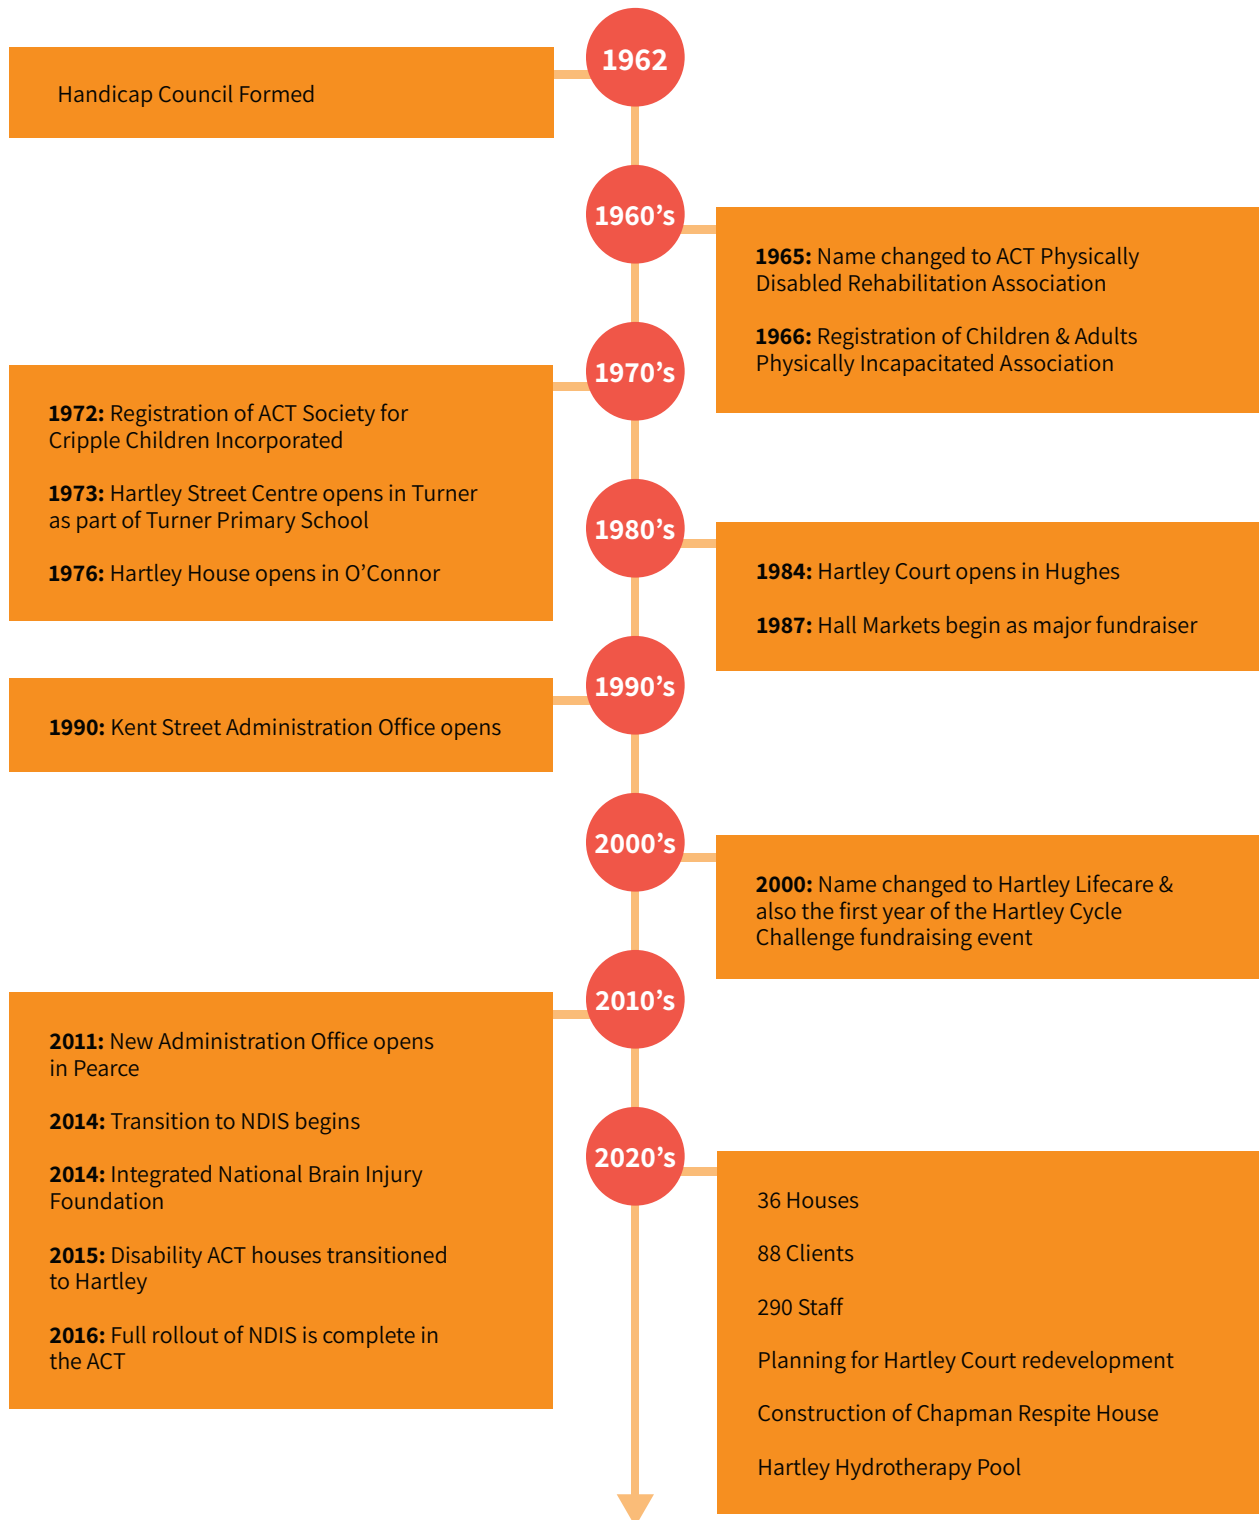 1962
Handicap Council Formed
1960’s
1965: Name changed to ACT Physically
Disabled Rehabilitation Association
1966: Registration of Children & Adults
Physically Incapacitated Association
1970’s
1972: Registration of ACT Society for
Cripple Children Incorporated
1973: Hartley Street Centre opens in Turner
as part of Turner Primary School
1976: Hartley House opens in O’Connor
1980’s
1984: Hartley Court opens in Hughes
1987: Hall Markets begin as major fundraiser
1990’s
1990: Kent Street Administration Office opens
2000’s
2000: Name changed to Hartley Lifecare &
also the first year of the Hartley Cycle
Challenge fundraising event
2010’s
2011: New Administration Office opens
in Pearce
2014: Transition to NDIS begins
2014: Integrated National Brain Injury
Foundation
2015: Disability ACT houses transitioned
to Hartley
2016: Full rollout of NDIS is complete in
the ACT
2020’s
36 Houses
88 Clients
290 Staff
Planning for Hartley Court redevelopment
Construction of Chapman Respite House
Hartley Hydrotherapy Pool